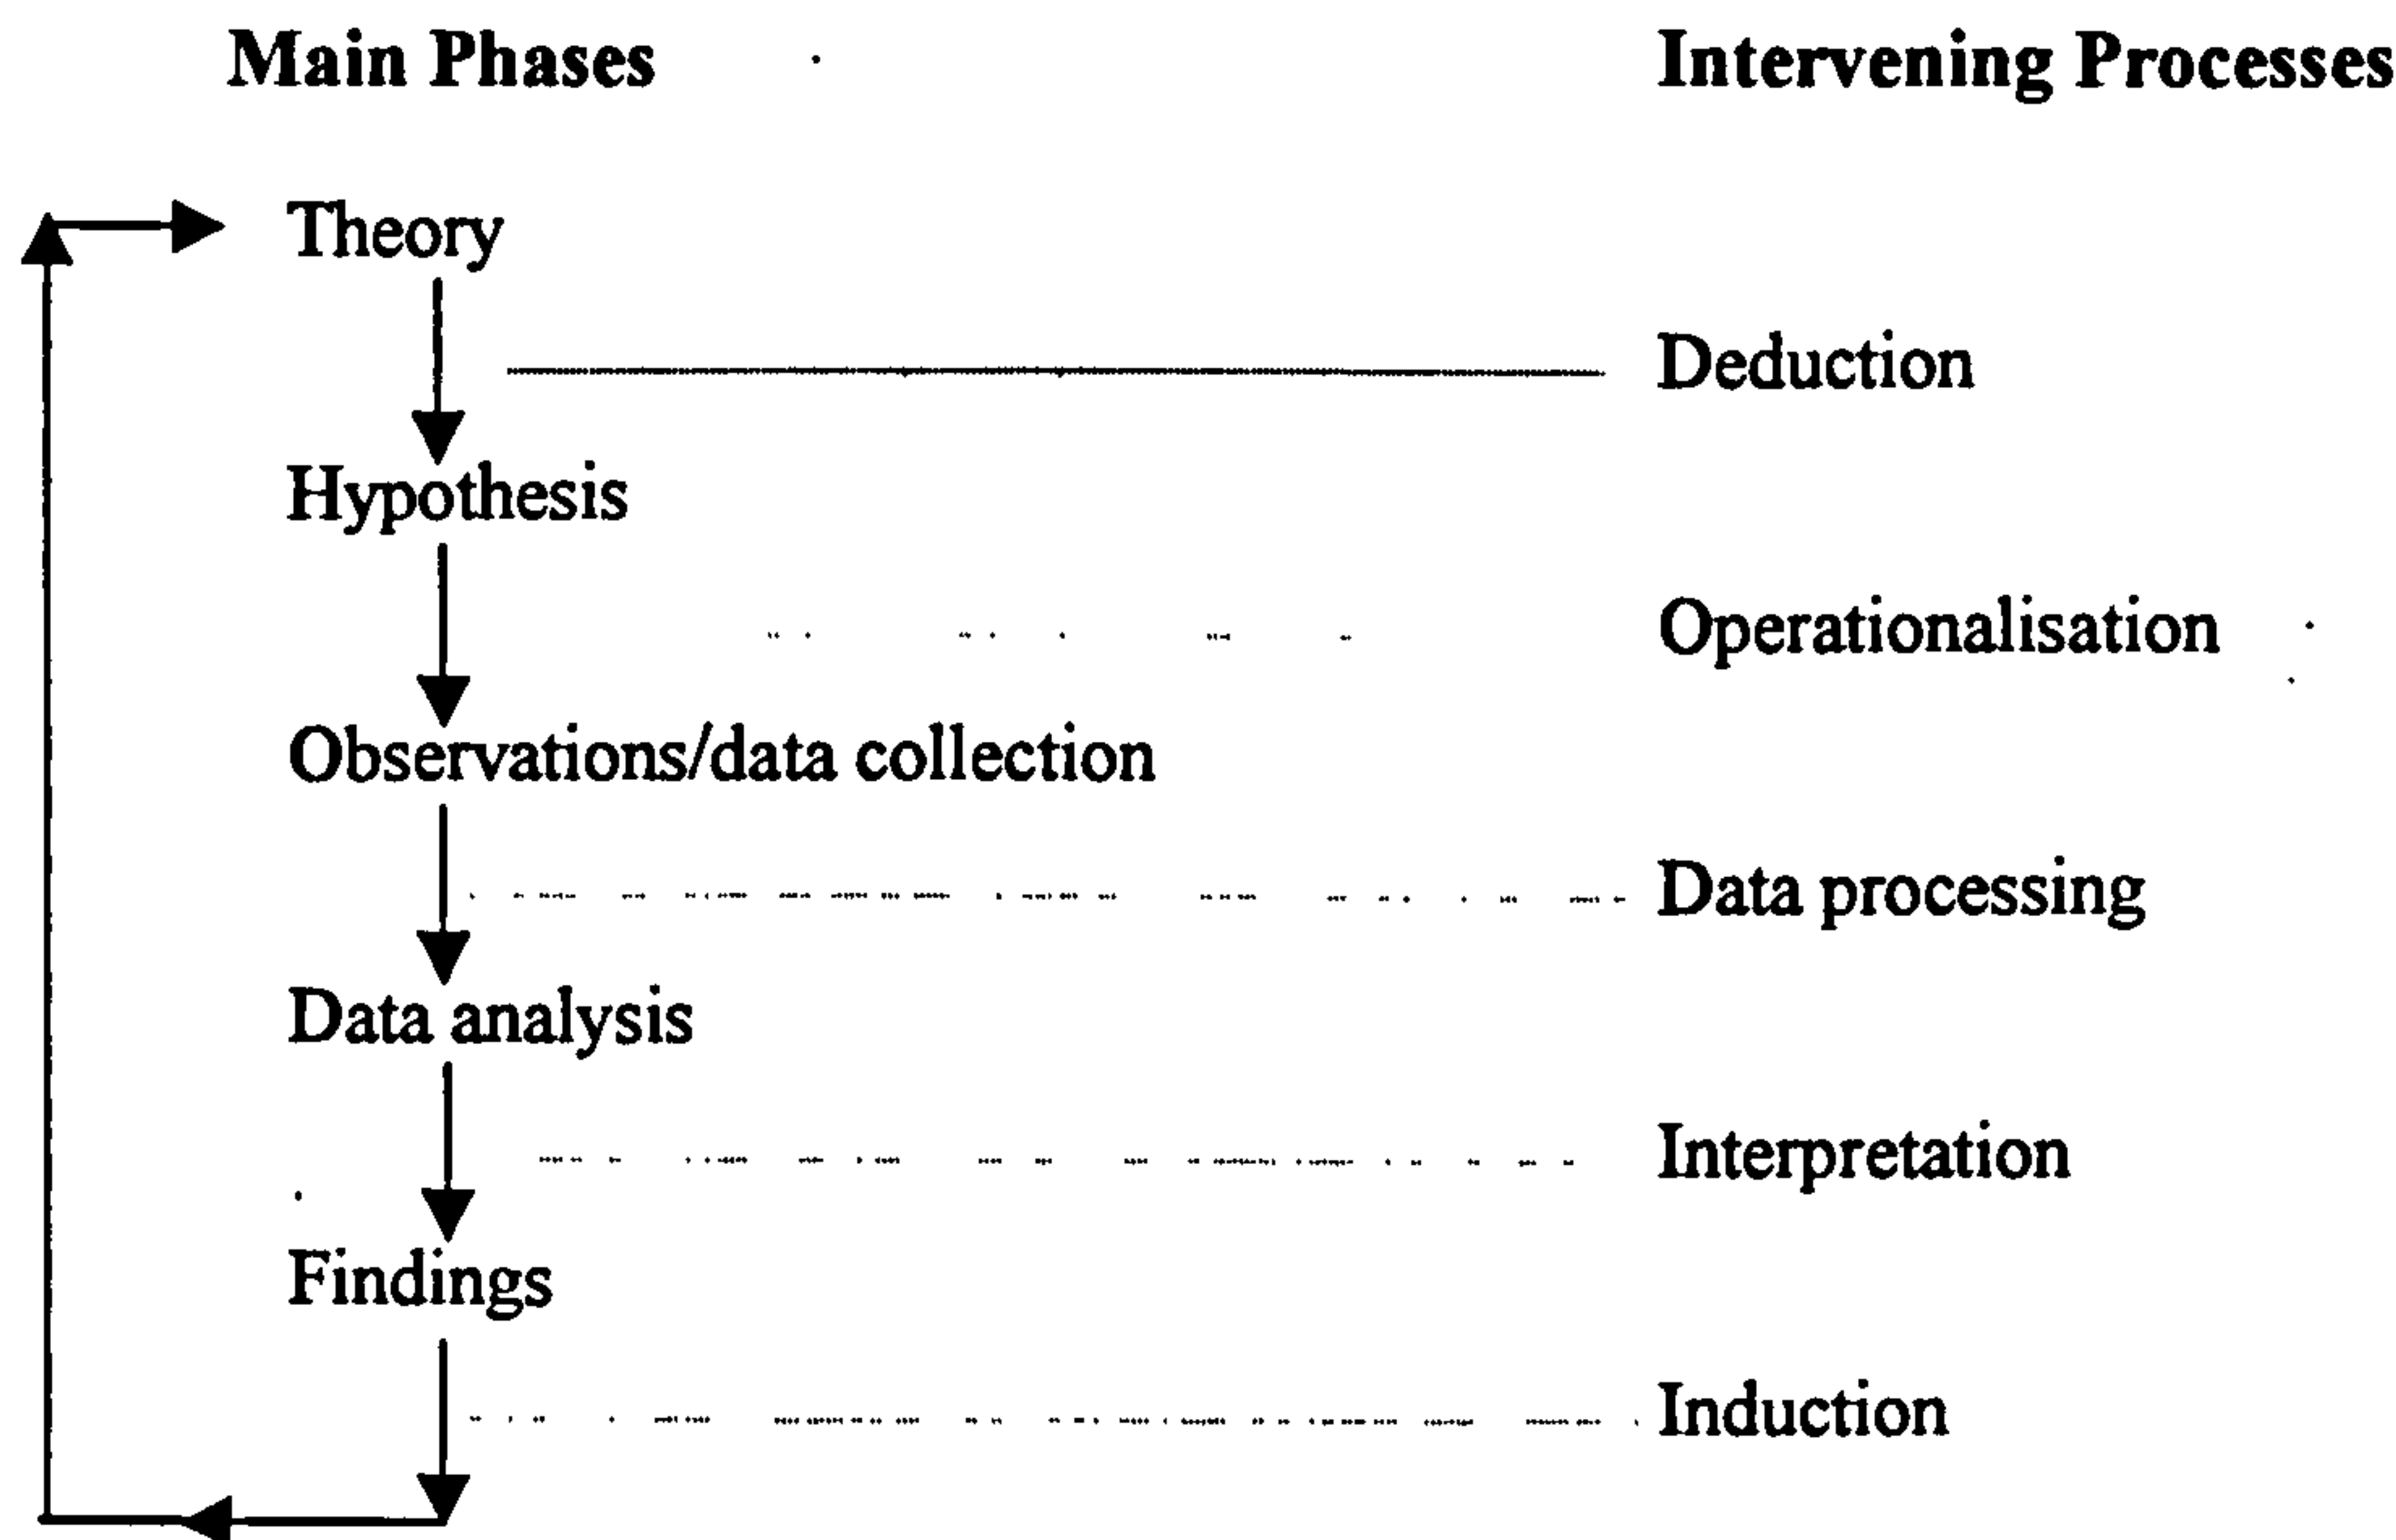 Main Phases Intervening Processes
Theory
Deduction
Hypothesis
Operationalisation
Observations/data collection
Data processing
Data analysis
Interpretation
Findings
Induction